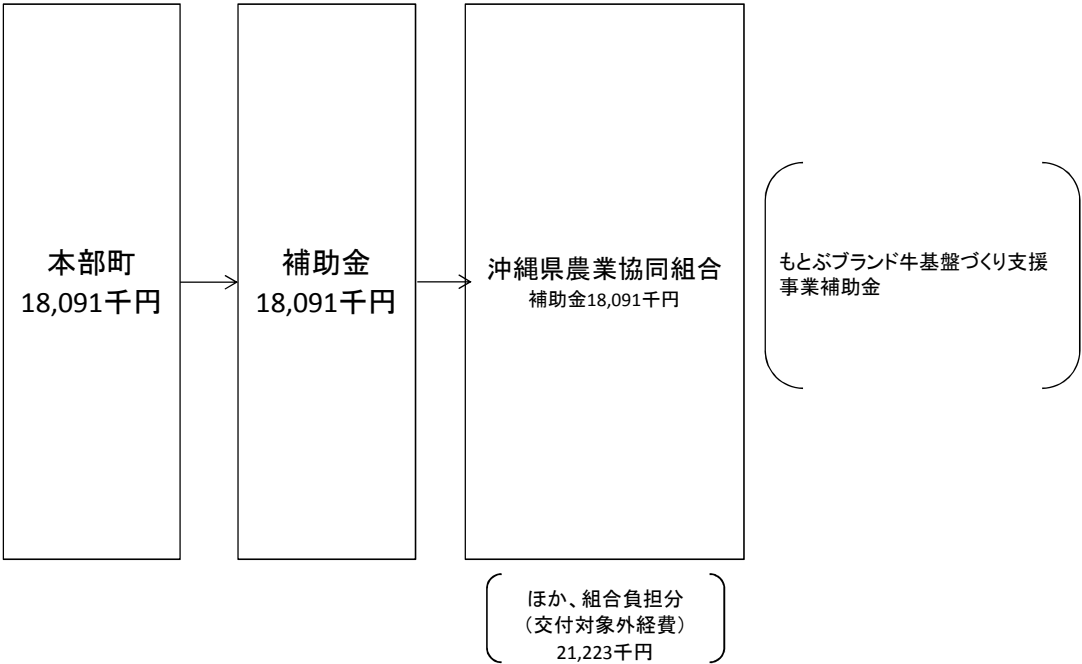 本部町
18,091千円
補助金
18,091千円
沖縄県農業協同組合
補助金18,091千円
もとぶブランド牛基盤づくり支援
事業補助金
ほか、組合負担分
（交付対象外経費）
21,223千円